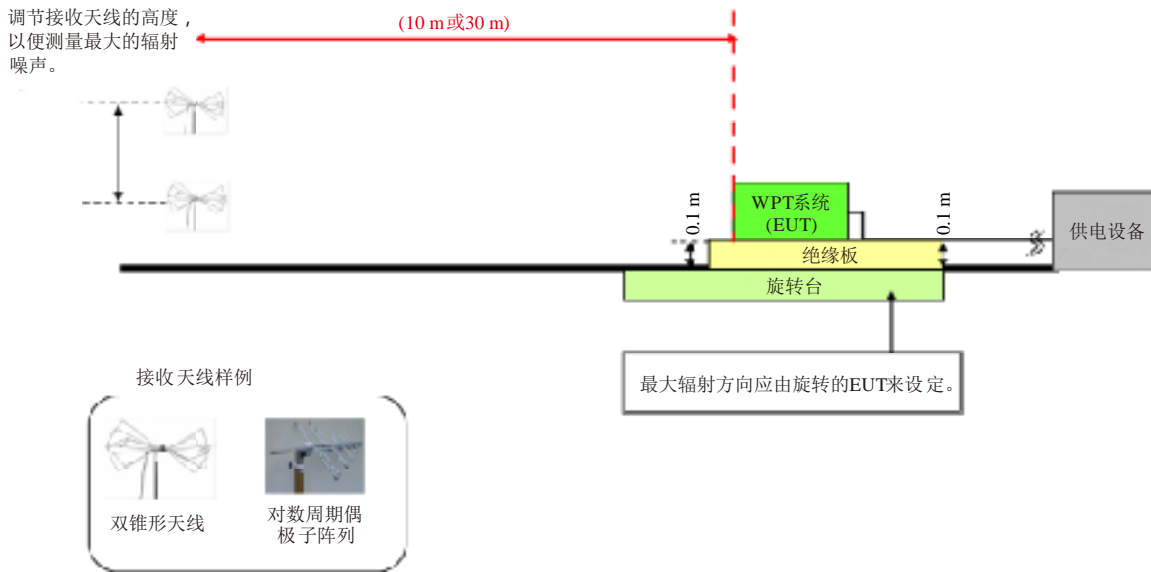 调节接收天线的高度，
以便测量最大的辐射
噪声。
(10 m或30 m)
0.1 m
WPT系统
(EUT)
0.1 m
供电设备
绝缘板
旋转台
最大辐射方向应由旋转的EUT来设定。
接收天线样例
双锥形天线
对数周期偶
极子阵列